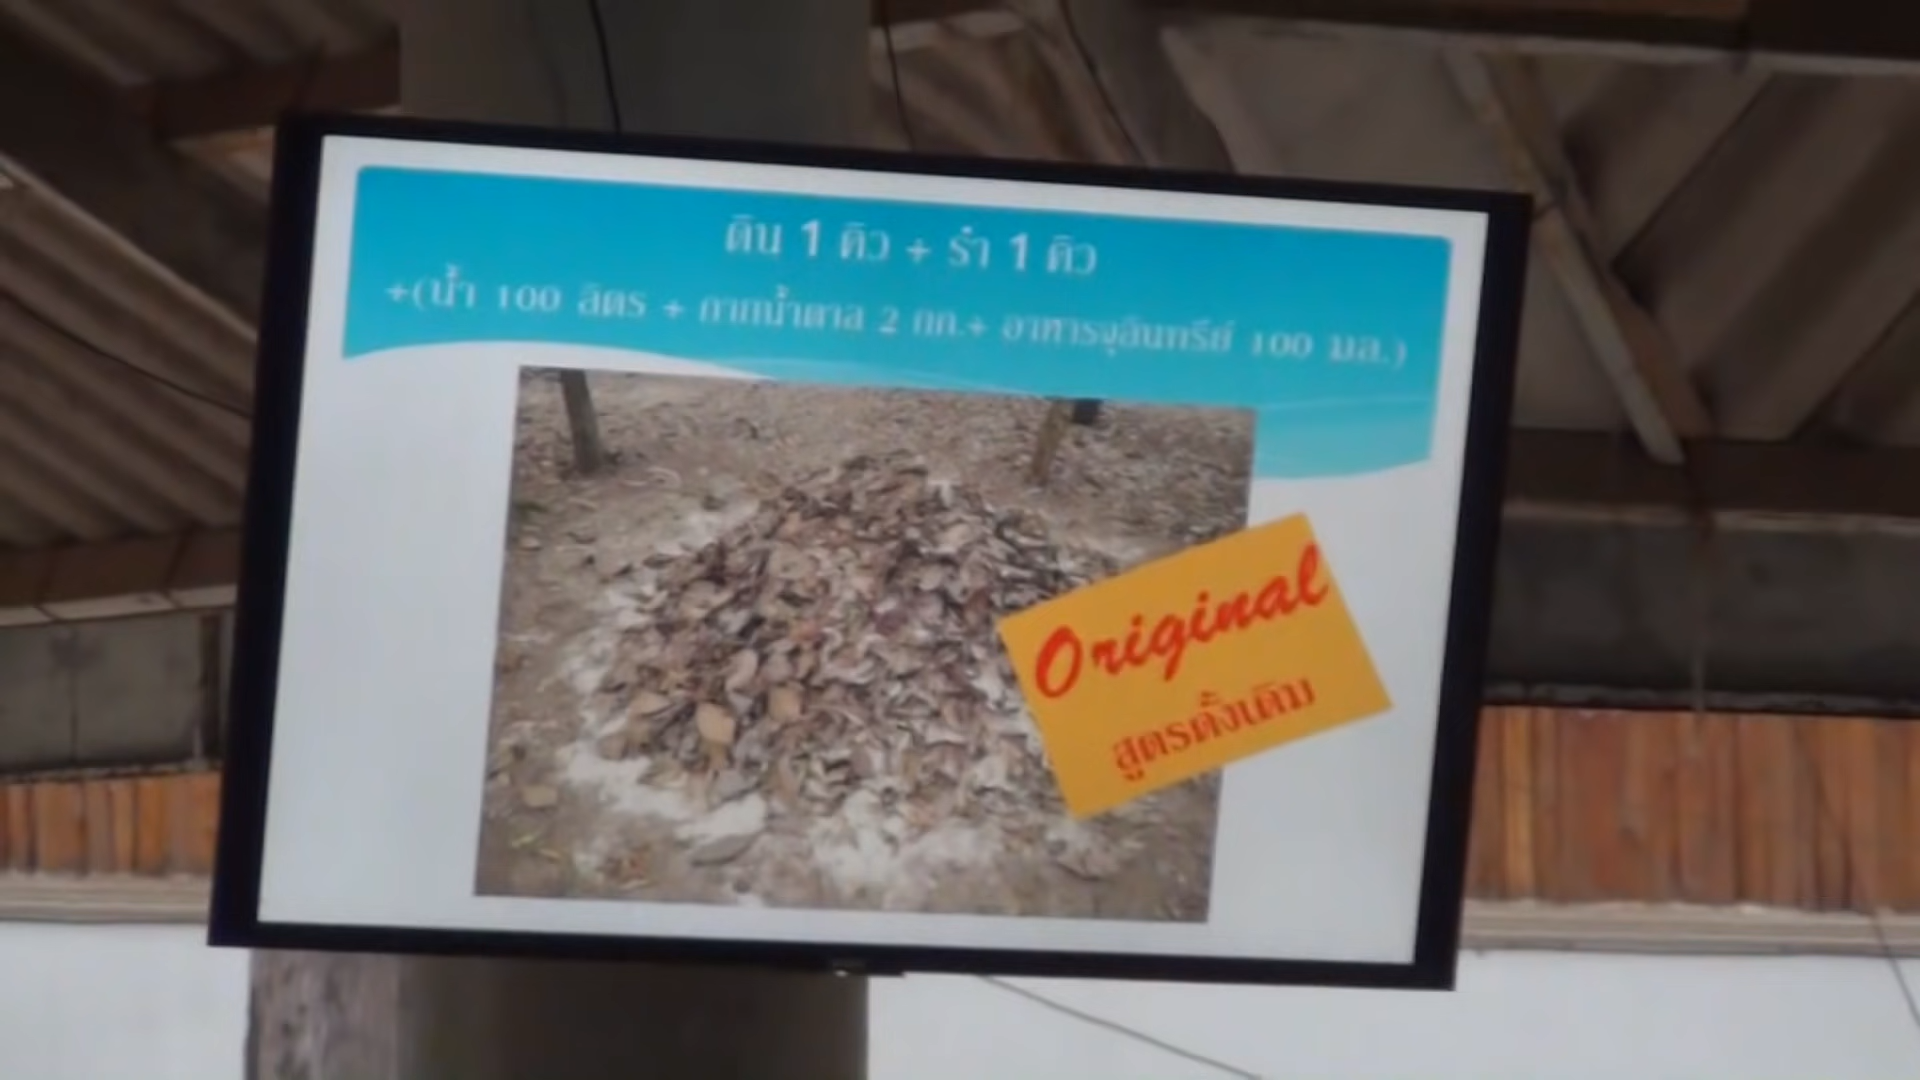 ดิน 1 คิว + รำ 1 คิว
+(น้ำ 100 ลิตร + กากน้ำตาล 2 กก.+ อาหารจุลินทรีย์ 100 มล.)
Original
สูตรดั้งเดิม